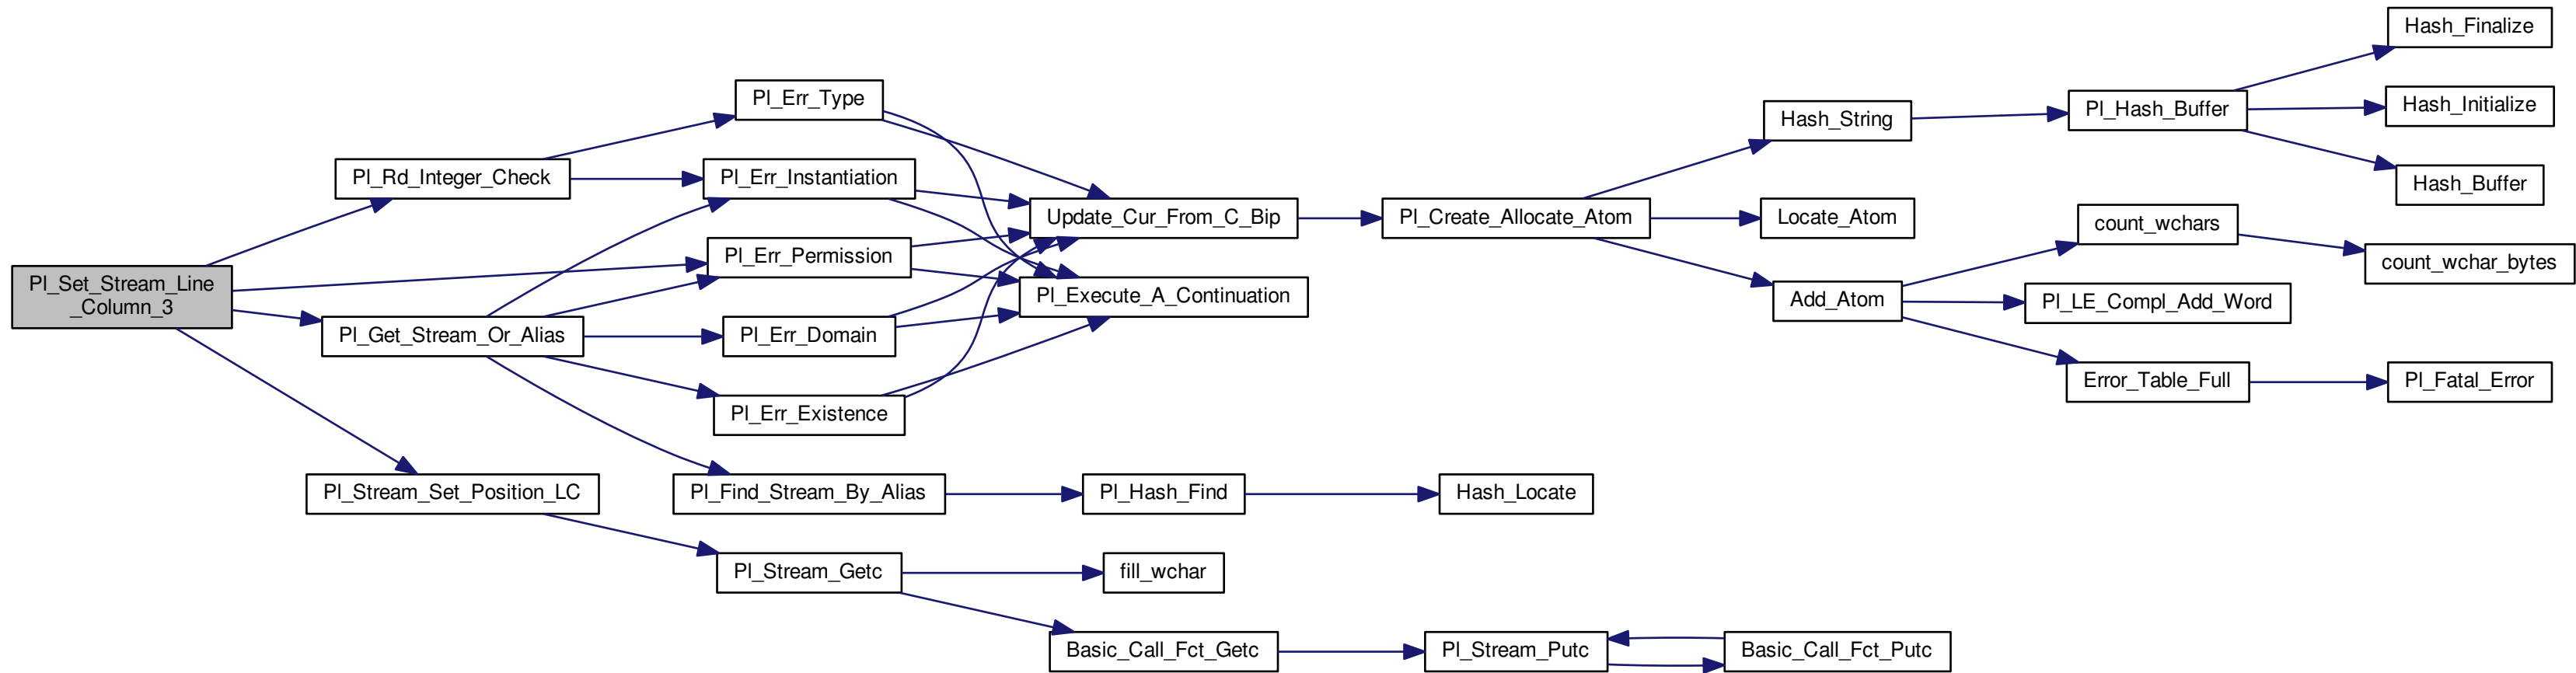 Pl_Set_Stream_Line
_Column_3
Pl_Rd_Integer_Check
Pl_Get_Stream_Or_Alias
Pl_Stream_Set_Position_LC
Pl_Err_Type
Pl_Err_Instantiation
Pl_Err_Permission
Pl_Err_Domain
Pl_Err_Existence
Pl_Find_Stream_By_Alias
Pl_Stream_Getc
Update_Cur_From_C_Bip
Pl_Execute_A_Continuation
Pl_Hash_Find
fill_wchar
Basic_Call_Fct_Getc
Pl_Create_Allocate_Atom
Hash_Locate
Pl_Stream_Putc
Hash_String
Locate_Atom
Add_Atom
Basic_Call_Fct_Putc
Pl_Hash_Buffer
count_wchars
Pl_LE_Compl_Add_Word
Error_Table_Full
Hash_Finalize
Hash_Initialize
Hash_Buffer
count_wchar_bytes
Pl_Fatal_Error